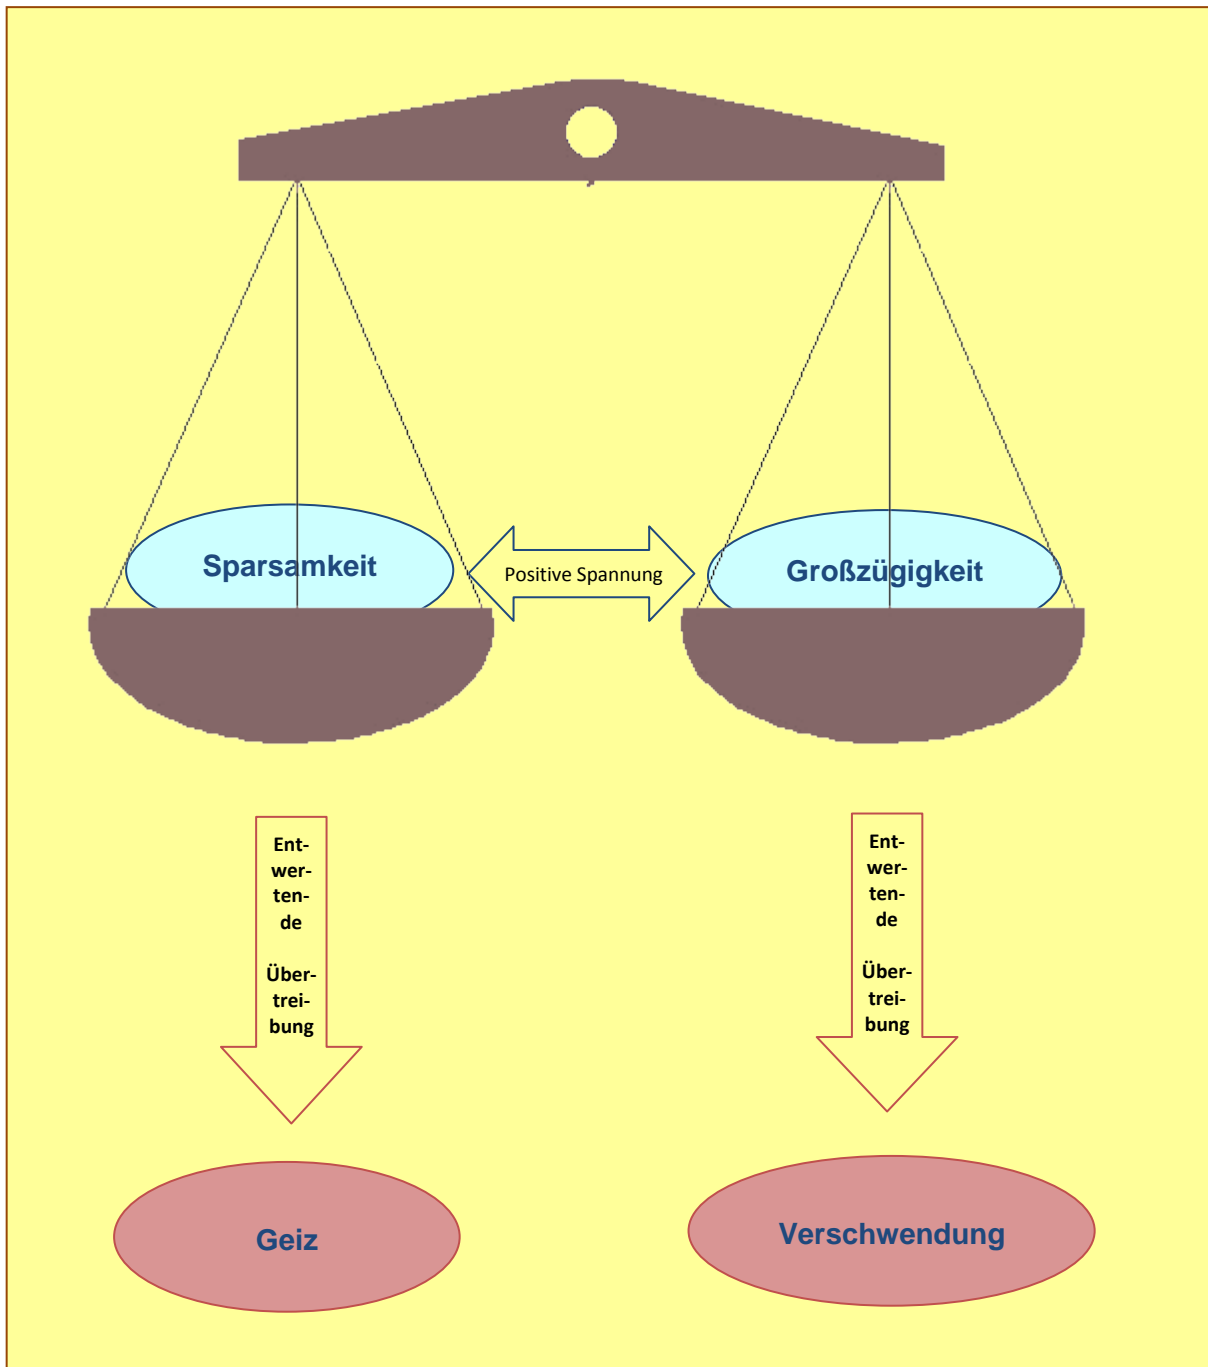 Sparsamkeit
Positive Spannung
Großzügigkeit
Ent-
wer-
ten-
de
Über-
trei-
bung
Ent-
wer-
ten-
de
Über-
trei-
bung
Geiz
Verschwendung